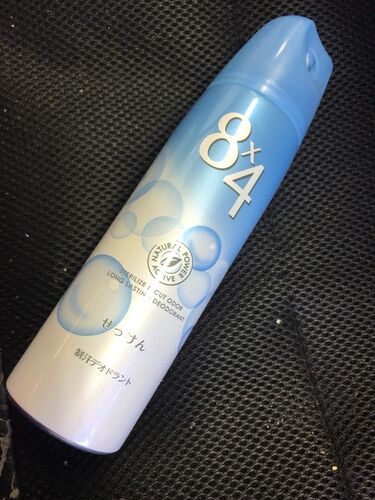 8x4
NATURAL POWER
ACTIVE
STERILIZE & CUT ODOR
LONG LASTING DEODORANT
せっけん
制汗デオドラント